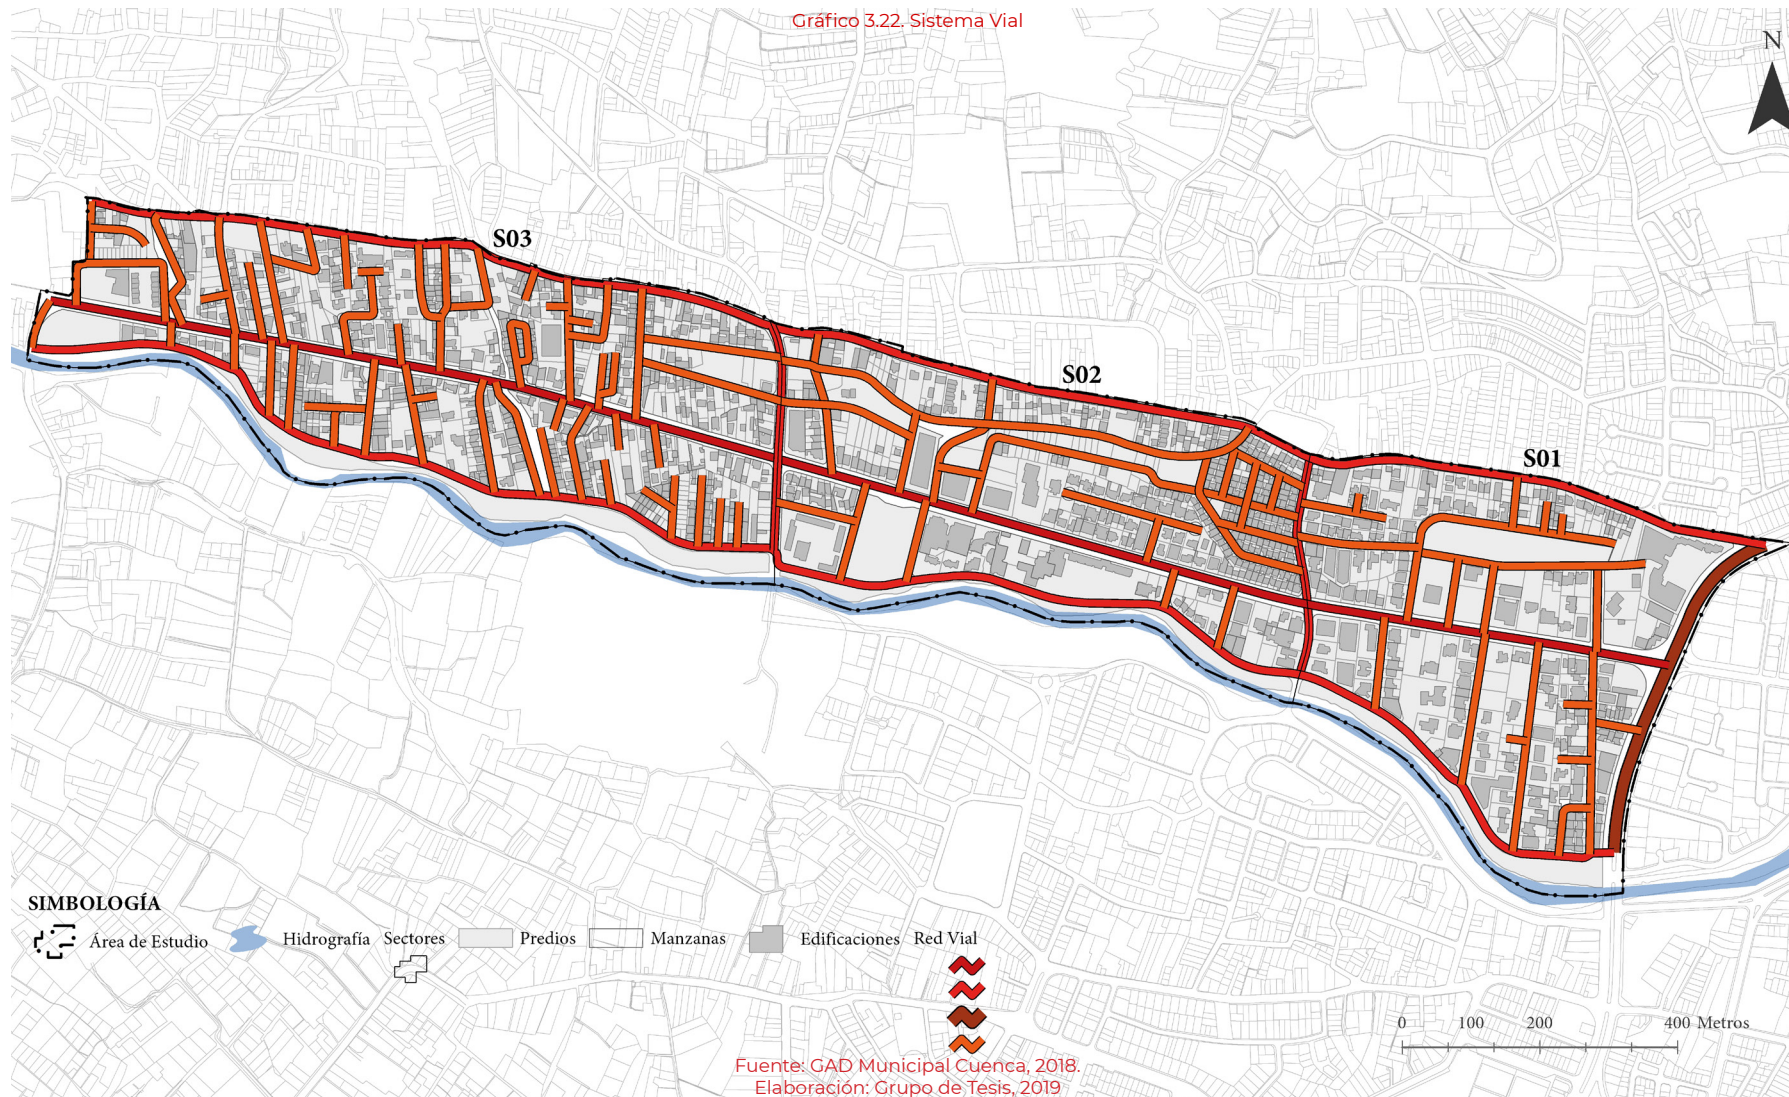 Gráfico 3.22. Sistema Vial
N
S03
S02
S01
SIMBOLOGÍA
Área de Estudio
Hidrografía
Sectores
Predios
Manzanas
Edificaciones
Red Vial
0 100 200 400 Metros
Fuente: GAD Municipal Cuenca, 2018.
Elaboración: Grupo de Tesis, 2019